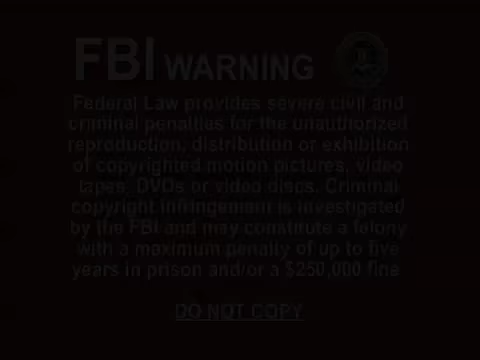 FBI WARNING
Federal Law provides severe civil and
criminal penalties for the unauthorized
reproduction, distribution or exhibition
of copyrighted motion pictures, video
tapes, DVDs or video discs. Criminal
copyright infringement is investigated
by the FBI and may constitute a felony
with a maximum penalty of up to five
years in prison and/or a $250,000 fine
DO NOT COPY